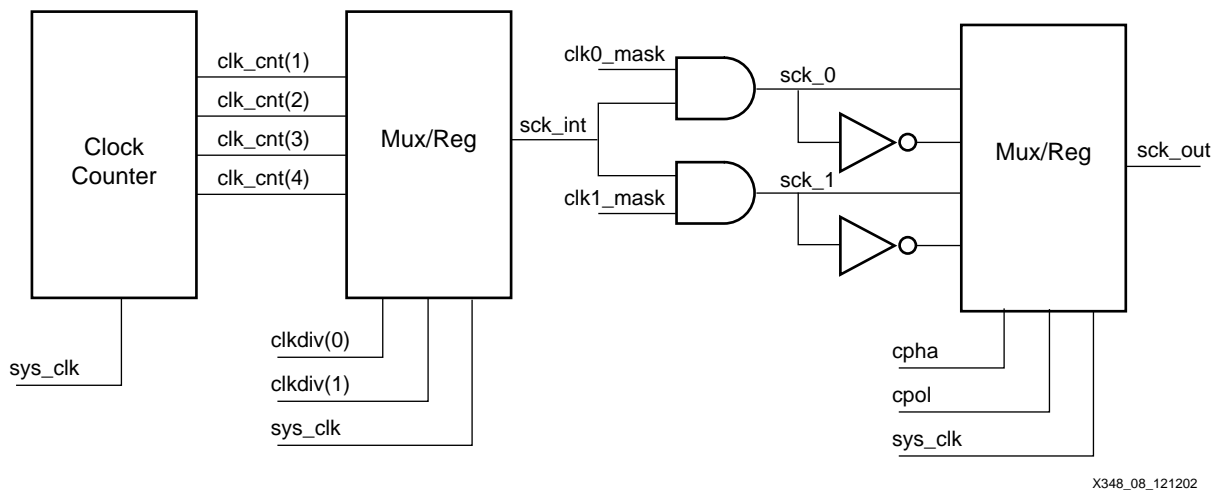 Clock
Counter
clk_cnt(1)
clk_cnt(2)
clk_cnt(3)
clk_cnt(4)
sys_clk
Mux/Reg
clkdiv(0)
clkdiv(1)
sys_clk
sck_int
clk0_mask
clk1_mask
sck_0
sck_1
Mux/Reg
cpha
cpol
sys_clk
sck_out
X348_08_121202